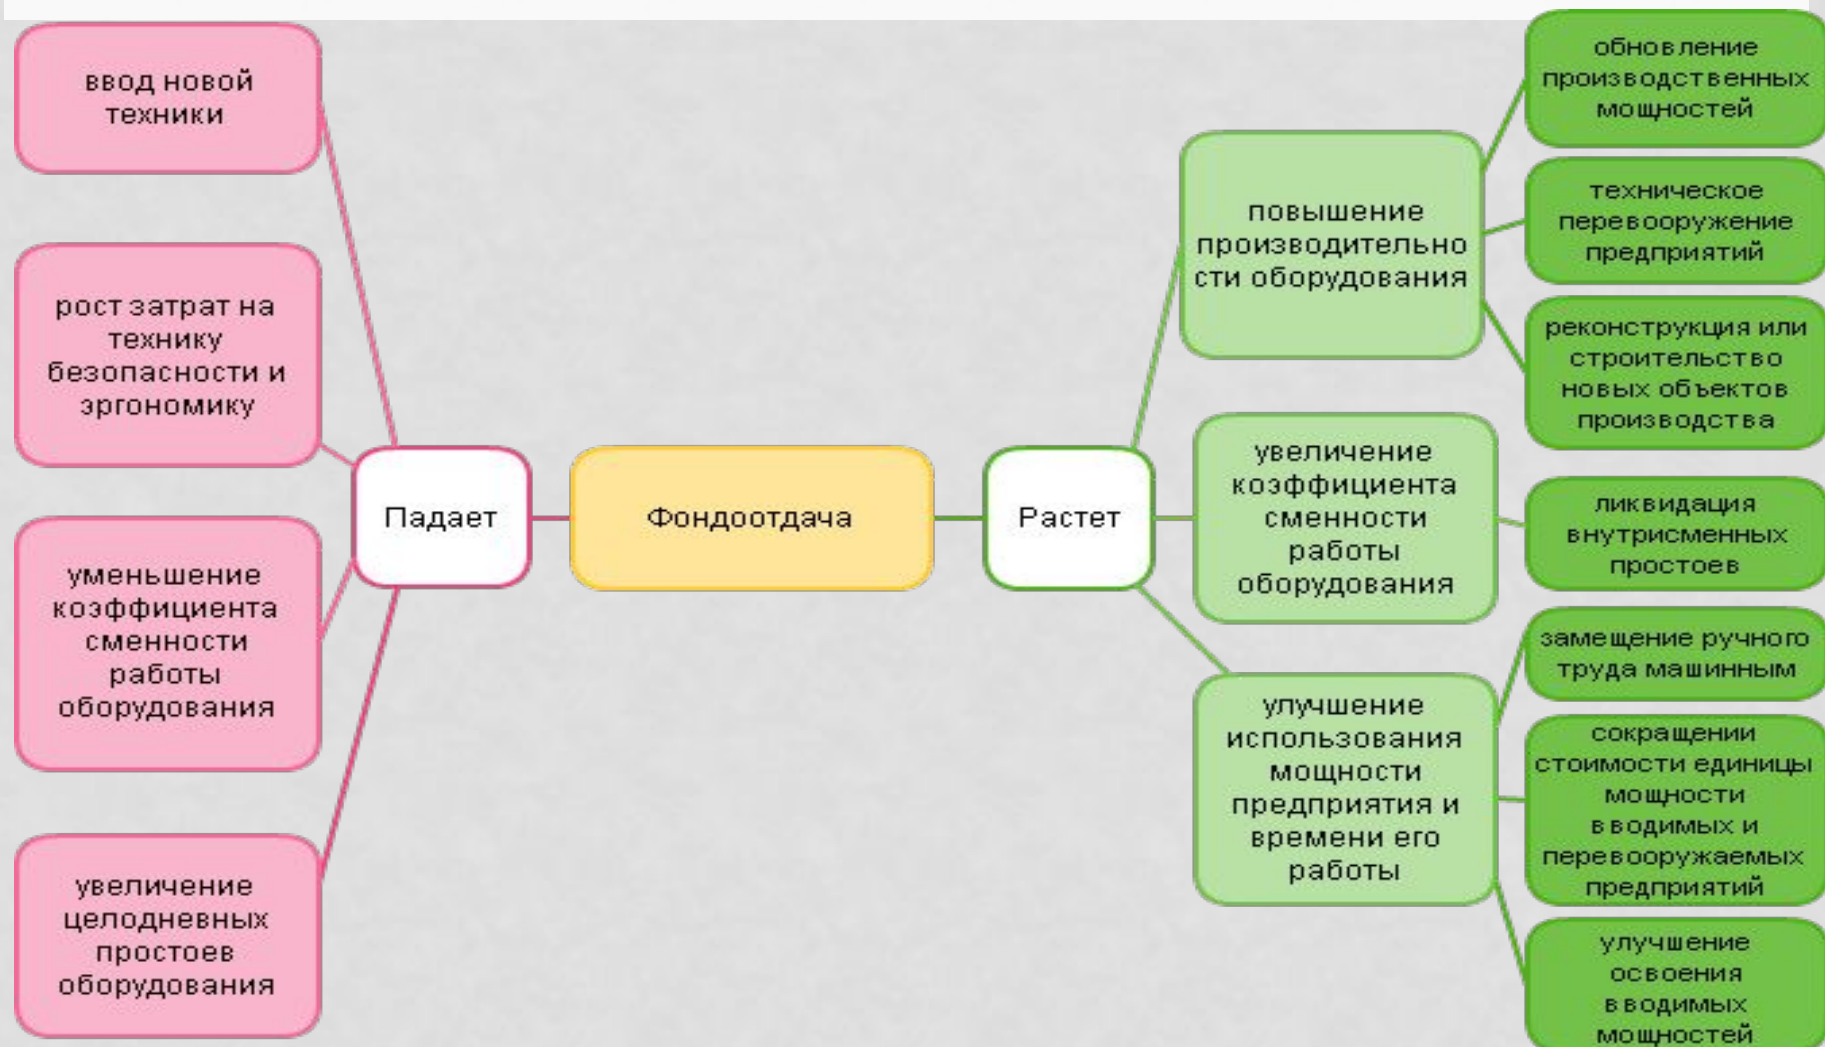 ввод новой
техники
рост затрат на
технику
безопасности и
эргономику
уменьшение
коэффициента
сменности
работы
оборудования
увеличение
целодневных
простоев
оборудования
Падает
Фондоотдача
Растет
повышение
производительно
сти оборудования
увеличение
коэффициента
сменности
работы
оборудования
улучшение
использования
мощности
предприятия и
времени его
работы
обновление
производственных
мощностей
техническое
перевооружение
предприятий
реконструкция или
строительство
новых объектов
производства
ликвидация
внутрисменных
простоев
замещение ручного
труда машинным
сокращении
стоимости единицы
мощности
вводимых и
перевооружаемых
предприятий
улучшение
освоения
вводимых
мощностей